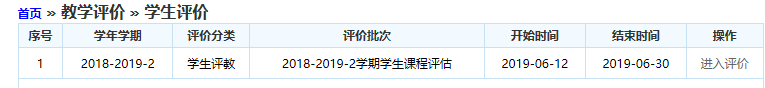 首页 » 教学评价 » 学生评价
序号 学年学期 评价分类 评价批次 开始时间 结束时间 操作
1 2018-2019-2 学生评教 2018-2019-2学期学生课程评估 2019-06-12 2019-06-30 进入评价